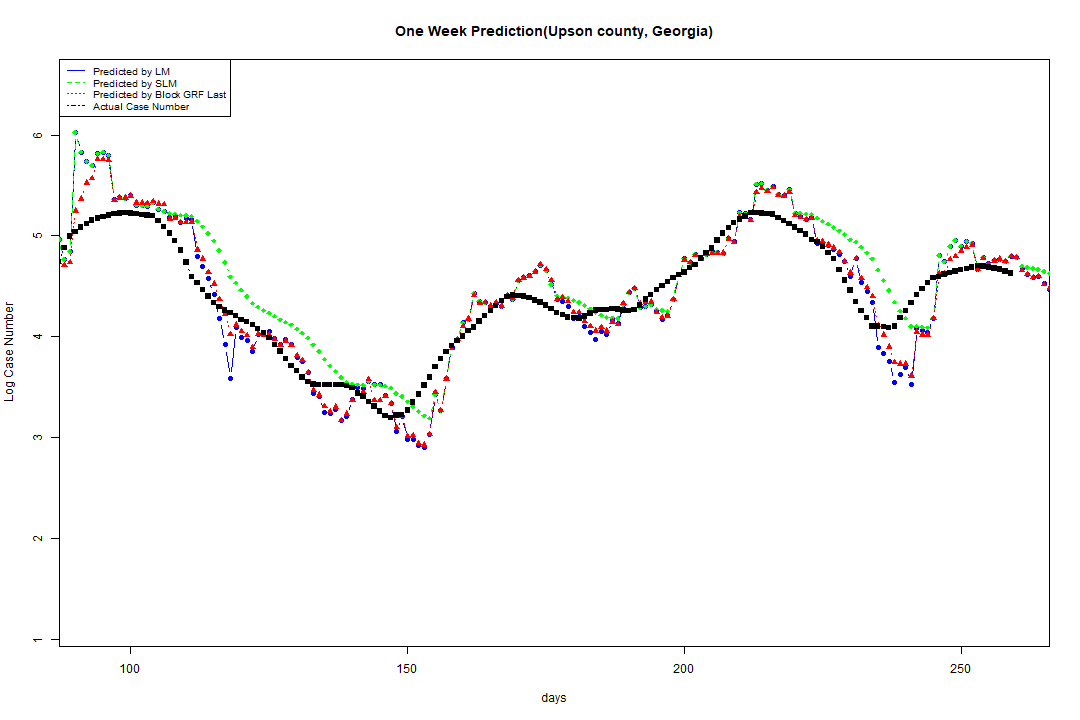 One Week Prediction(Upson county, Georgia)
Predicted by LM
Predicted by SLM
Predicted by Block GRF Last
Actual Case Number
Log Case Number
6
5
4
3
2
1
100 150 200 250
days